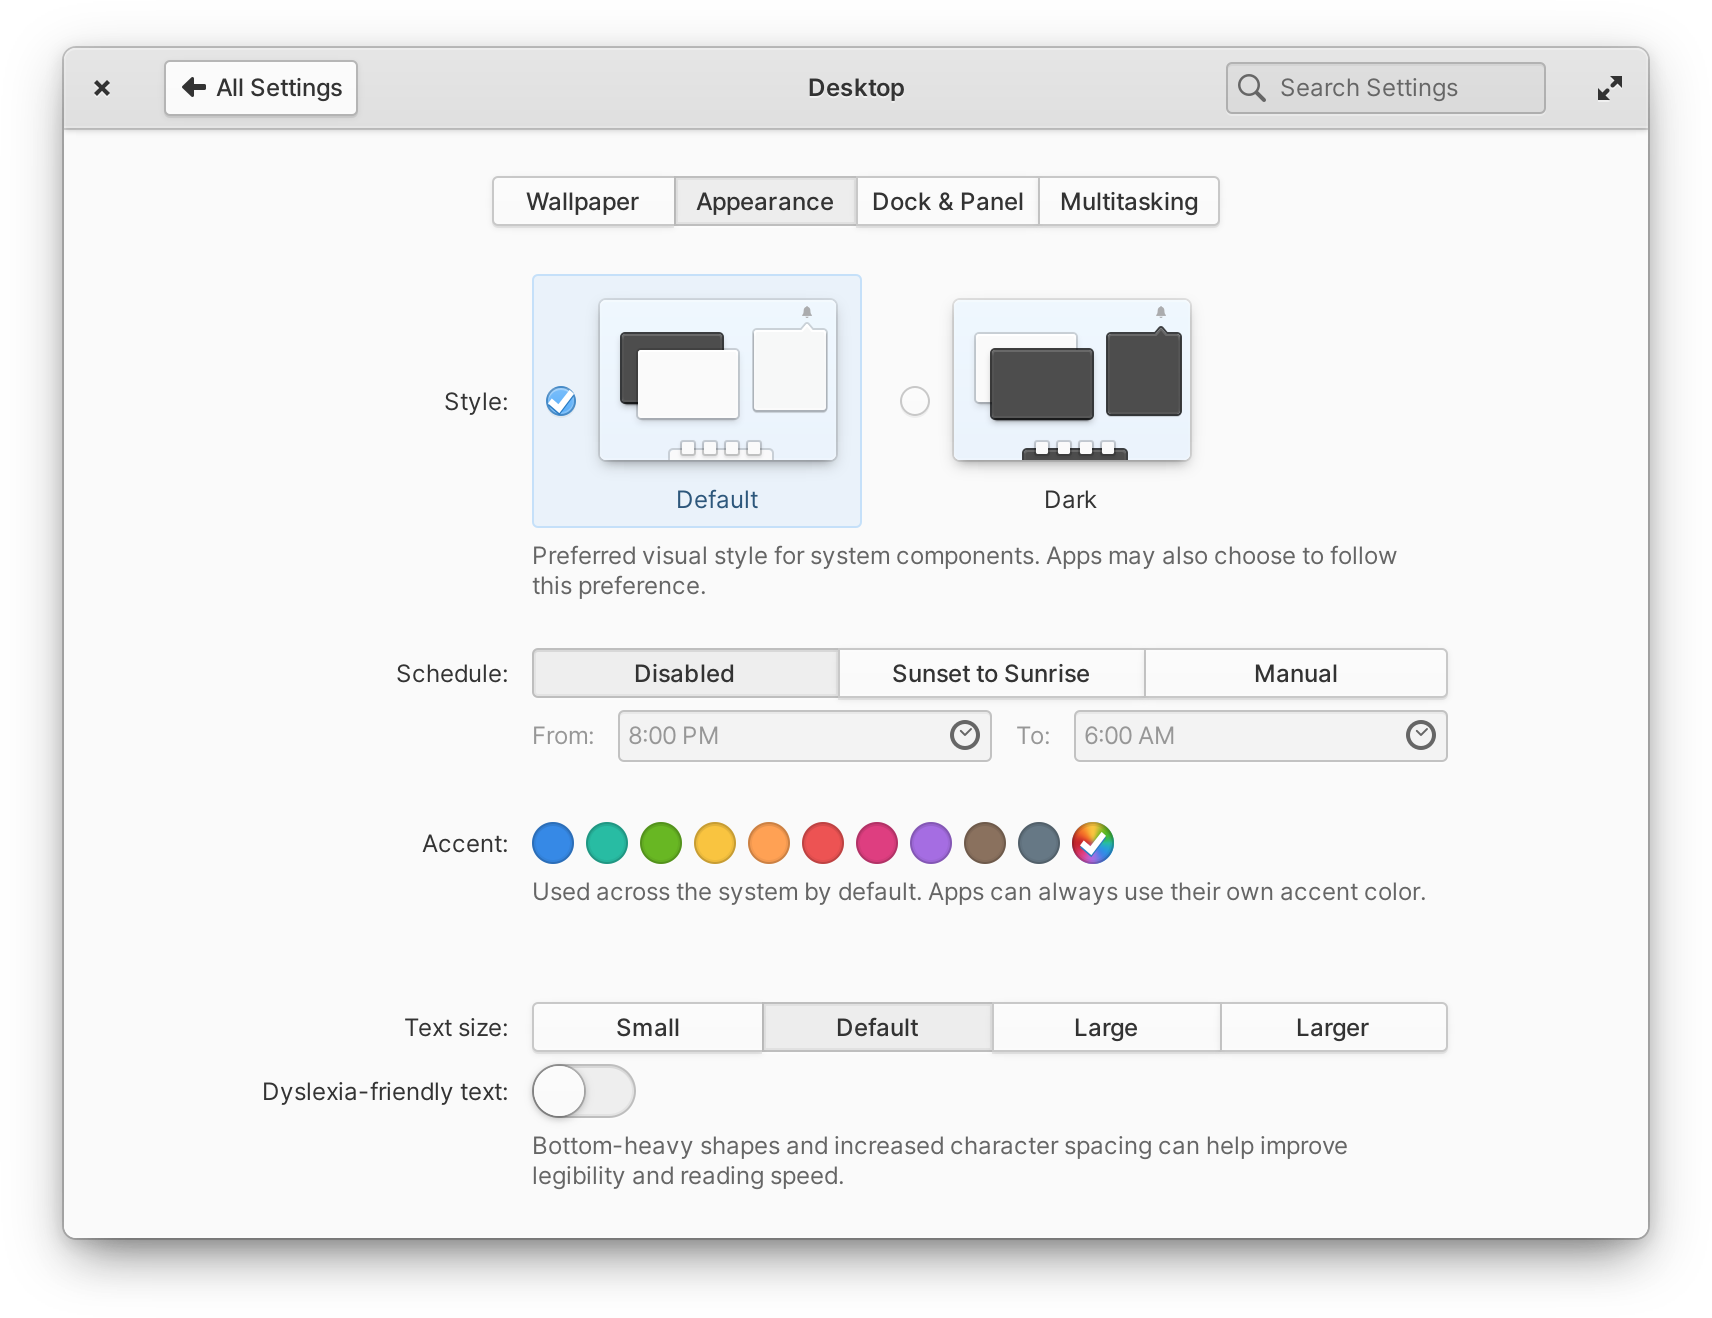 All Settings
Desktop
Search Settings
Wallpaper
Appearance
Dock & Panel
Multitasking
Style:
Default
Dark
Preferred visual style for system components. Apps may also choose to follow
this preference.
Schedule:
Disabled
Sunset to Sunrise
Manual
From:
8:00 PM
To:
6:00 AM
Accent:
Used across the system by default. Apps can always use their own accent color.
Text size:
Small
Default
Large
Larger
Dyslexia-friendly text:
Bottom-heavy shapes and increased character spacing can help improve
legibility and reading speed.